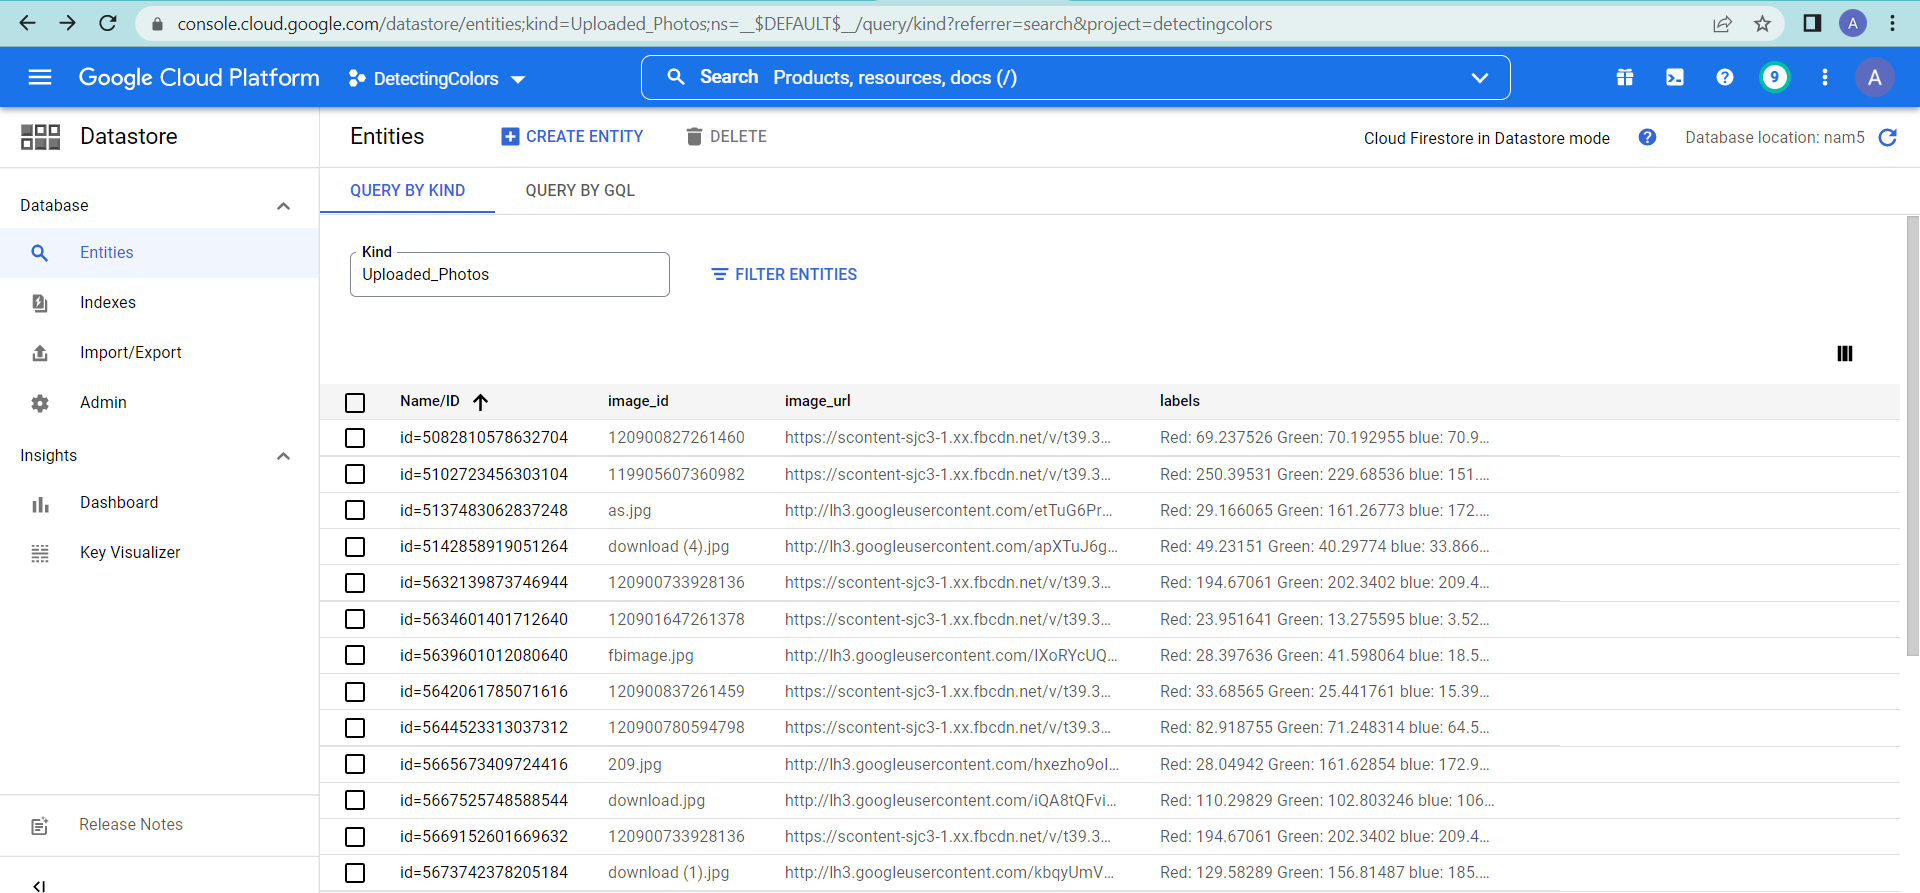 console.cloud.google.com/datastore/entities;kind=Uploaded_Photos;ns=__$DEFAULT$__/query/kind?referrer=search&project=detectingcolors
A
Google Cloud Platform
DetectingColors
Search Products, resources, docs (/)
9
A
Datastore
Entities
CREATE ENTITY
DELETE
Cloud Firestore in Datastore mode
Database location: nam5
QUERY BY KIND
QUERY BY GQL
Database
Entities
Indexes
Import/Export
Admin
Insights
Dashboard
Key Visualizer
Release Notes
Kind
Uploaded_Photos
FILTER ENTITIES
Name/ID image_id image_url labels
id=5082810578632704 120900827261460 https://scontent-sjc3-1.xx.fbcdn.net/v/t39.3... Red: 69.237526 Green: 70.192955 blue: 70.9...
id=5102723456303104 119905607360982 https://scontent-sjc3-1.xx.fbcdn.net/v/t39.3... Red: 250.39531 Green: 229.68536 blue: 151....
id=5137483062837248 as.jpg http://lh3.googleusercontent.com/etTuG6Pr... Red: 29.166065 Green: 161.26773 blue: 172....
id=5142858919051264 download (4).jpg http://lh3.googleusercontent.com/apXTuJ6g... Red: 49.23151 Green: 40.29774 blue: 33.866...
id=5632139873746944 120900733928136 https://scontent-sjc3-1.xx.fbcdn.net/v/t39.3... Red: 194.67061 Green: 202.3402 blue: 209.4...
id=5634601401712640 120901647261378 https://scontent-sjc3-1.xx.fbcdn.net/v/t39.3... Red: 23.951641 Green: 13.275595 blue: 3.52...
id=5639601012080640 fbimage.jpg http://lh3.googleusercontent.com/IXoRYcUQ... Red: 28.397636 Green: 41.598064 blue: 18.5...
id=5642061785071616 120900837261459 https://scontent-sjc3-1.xx.fbcdn.net/v/t39.3... Red: 33.68565 Green: 25.441761 blue: 15.39...
id=5644523313037312 120900780594798 https://scontent-sjc3-1.xx.fbcdn.net/v/t39.3... Red: 82.918755 Green: 71.248314 blue: 64.5...
id=5665673409724416 209.jpg http://lh3.googleusercontent.com/hxezho9ol... Red: 28.04942 Green: 161.62854 blue: 172.9...
id=5667525748588544 download.jpg http://lh3.googleusercontent.com/iQA8tQFvi... Red: 110.29829 Green: 102.803246 blue: 106...
id=5669152601669632 120900733928136 https://scontent-sjc3-1.xx.fbcdn.net/v/t39.3... Red: 194.67061 Green: 202.3402 blue: 209.4...
id=5673742378205184 download (1).jpg http://lh3.googleusercontent.com/kbqyUmV... Red: 129.58289 Green: 156.81487 blue: 185....